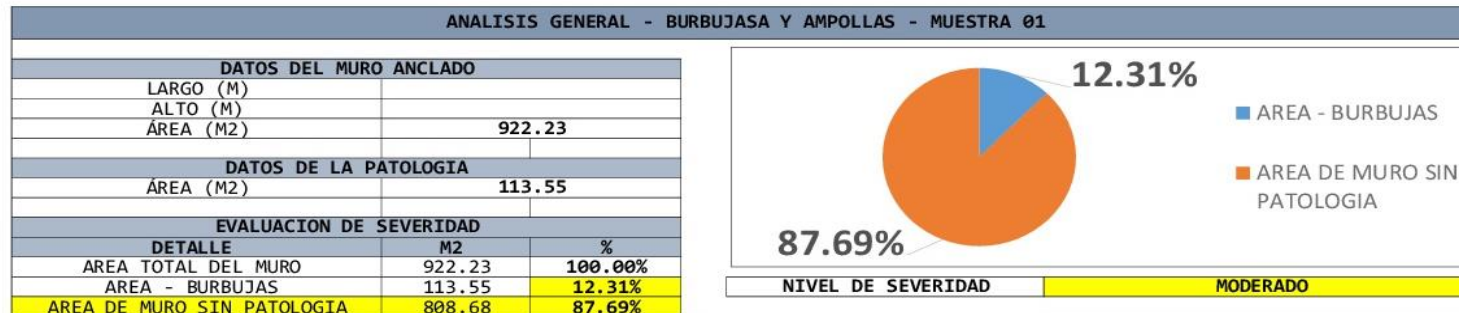 ANALISIS GENERAL - BURBUJASA Y AMPOLLAS - MUESTRA 01
DATOS DEL MURO ANCLADO
LARGO (M)
ALTO (M)
ÁREA (M2) 922.23
DATOS DE LA PATOLOGIA
ÁREA (M2) 113.55
EVALUACION DE SEVERIDAD
DETALLE M2 %
AREA TOTAL DEL MURO 922.23 100.00%
AREA - BURBUJAS 113.55 12.31%
AREA DE MURO SIN PATOLOGIA 808.68 87.69%
12.31%
87.69%
AREA - BURBUJAS
AREA DE MURO SIN
PATOLOGIA
NIVEL DE SEVERIDAD MODERADO